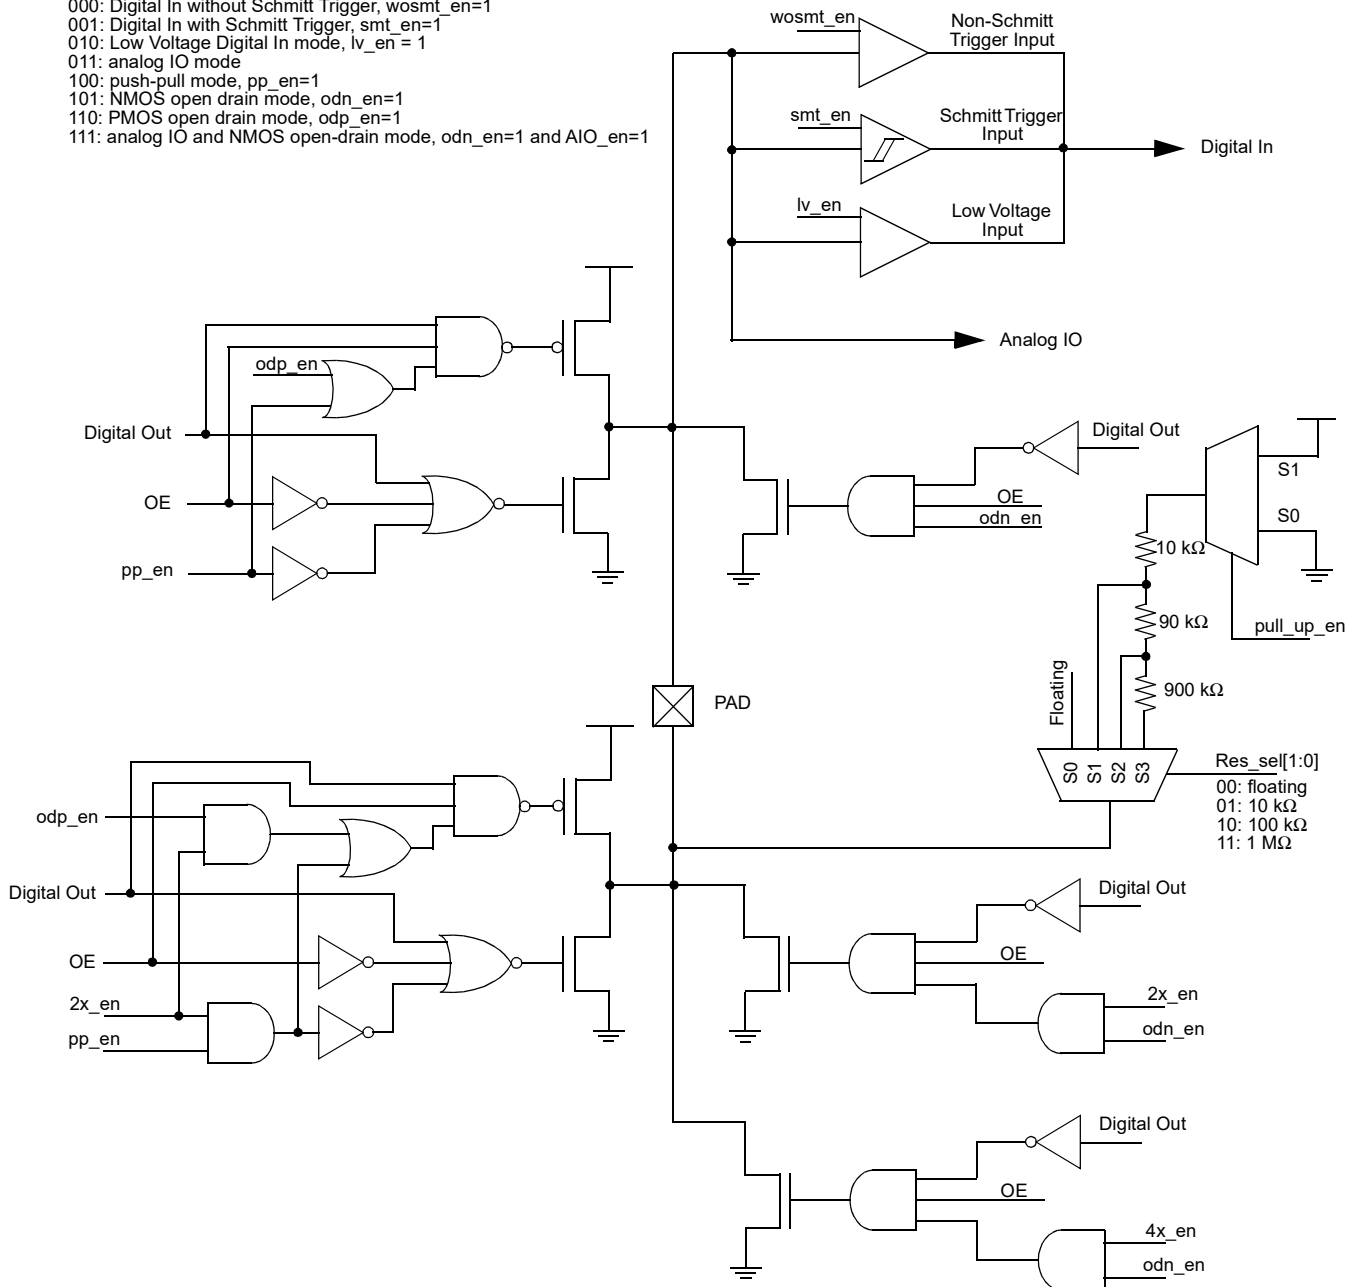 000: Digital In without Schmitt Trigger, wosmt_en=1
001: Digital In with Schmitt Trigger, smt_en=1
010: Low Voltage Digital In mode, lv_en = 1
011: analog IO mode
100: push-pull mode, pp_en=1
101: NMOS open drain mode, odn_en=1
110: PMOS open drain mode, odp_en=1
111: analog IO and NMOS open-drain mode, odn_en=1 and AIO_en=1
wosmt_en
Non-Schmitt
Trigger Input
smt_en
Schmitt Trigger
Input
Digital In
lv_en
Low Voltage
Input
Analog IO
odp_en
Digital Out
OE
pp_en
Digital Out
OE
odn_en
S1
S0
10 kΩ
90 kΩ
pull_up_en
900 kΩ
Floating
PAD
S0
S1
S2
S3
Res_sel[1:0]
00: floating
01: 10 kΩ
10: 100 kΩ
11: 1 MΩ
odp_en
Digital Out
OE
2x_en
pp_en
Digital Out
OE
2x_en
odn_en
Digital Out
OE
4x_en
odn_en